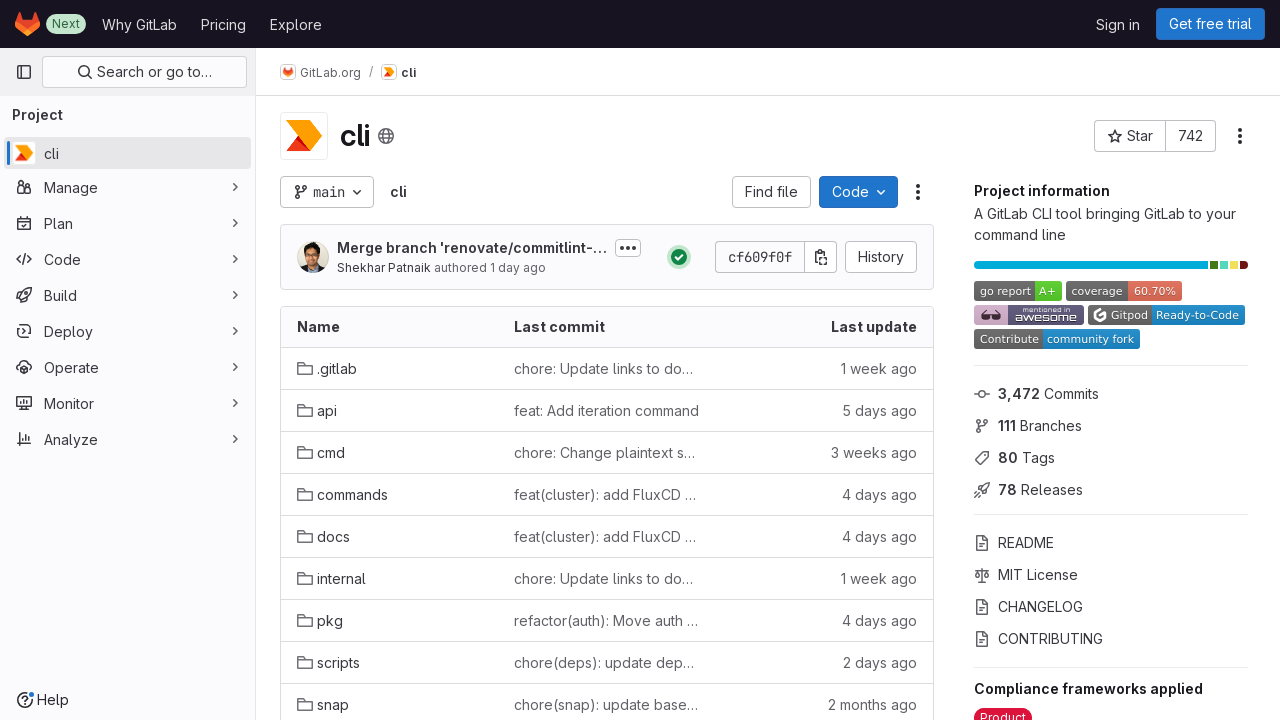 Next Why GitLab Pricing Explore Sign in Get free trial
Search or go to…
GitLab.org / cli
Project
cli
Manage
Plan
Code
Build
Deploy
Operate
Monitor
Analyze
Help
cli
Star 742
main cli Find file Code
Merge branch 'renovate/commitlint-...
Shekhar Patnaik authored 1 day ago
cf609f0f History
Name Last commit Last update
.gitlab chore: Update links to do… 1 week ago
api feat: Add iteration command 5 days ago
cmd chore: Change plaintext s… 3 weeks ago
commands feat(cluster): add FluxCD … 4 days ago
docs feat(cluster): add FluxCD … 4 days ago
internal chore: Update links to do… 1 week ago
pkg refactor(auth): Move auth … 4 days ago
scripts chore(deps): update dep… 2 days ago
snap chore(snap): update base… 2 months ago
Project information
A GitLab CLI tool bringing GitLab to your
command line
go report A+ coverage 60.70%
mentioned in
awesome Gitpod Ready-to-Code
Contribute community fork
3,472 Commits
111 Branches
80 Tags
78 Releases
README
MIT License
CHANGELOG
CONTRIBUTING
Compliance frameworks applied
Product